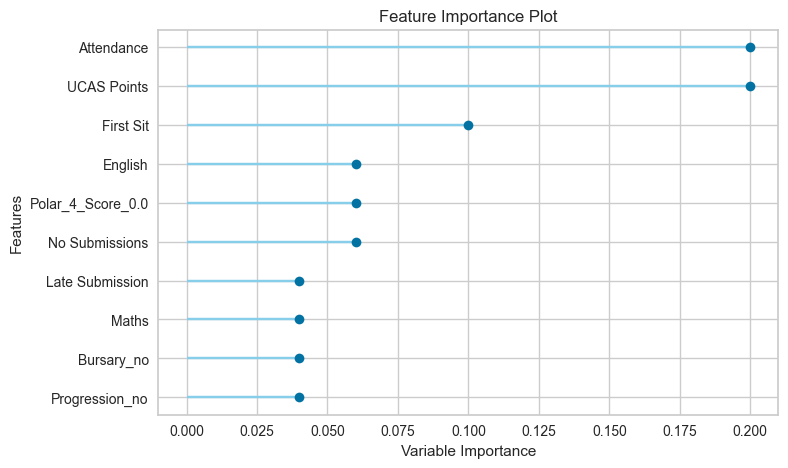 Feature Importance Plot
Attendance
UCAS Points
First Sit
English
Polar_4_Score_0.0
No Submissions
Late Submission
Maths
Bursary_no
Progression_no
Features
0.000 0.025 0.050 0.075 0.100 0.125 0.150 0.175 0.200
Variable Importance